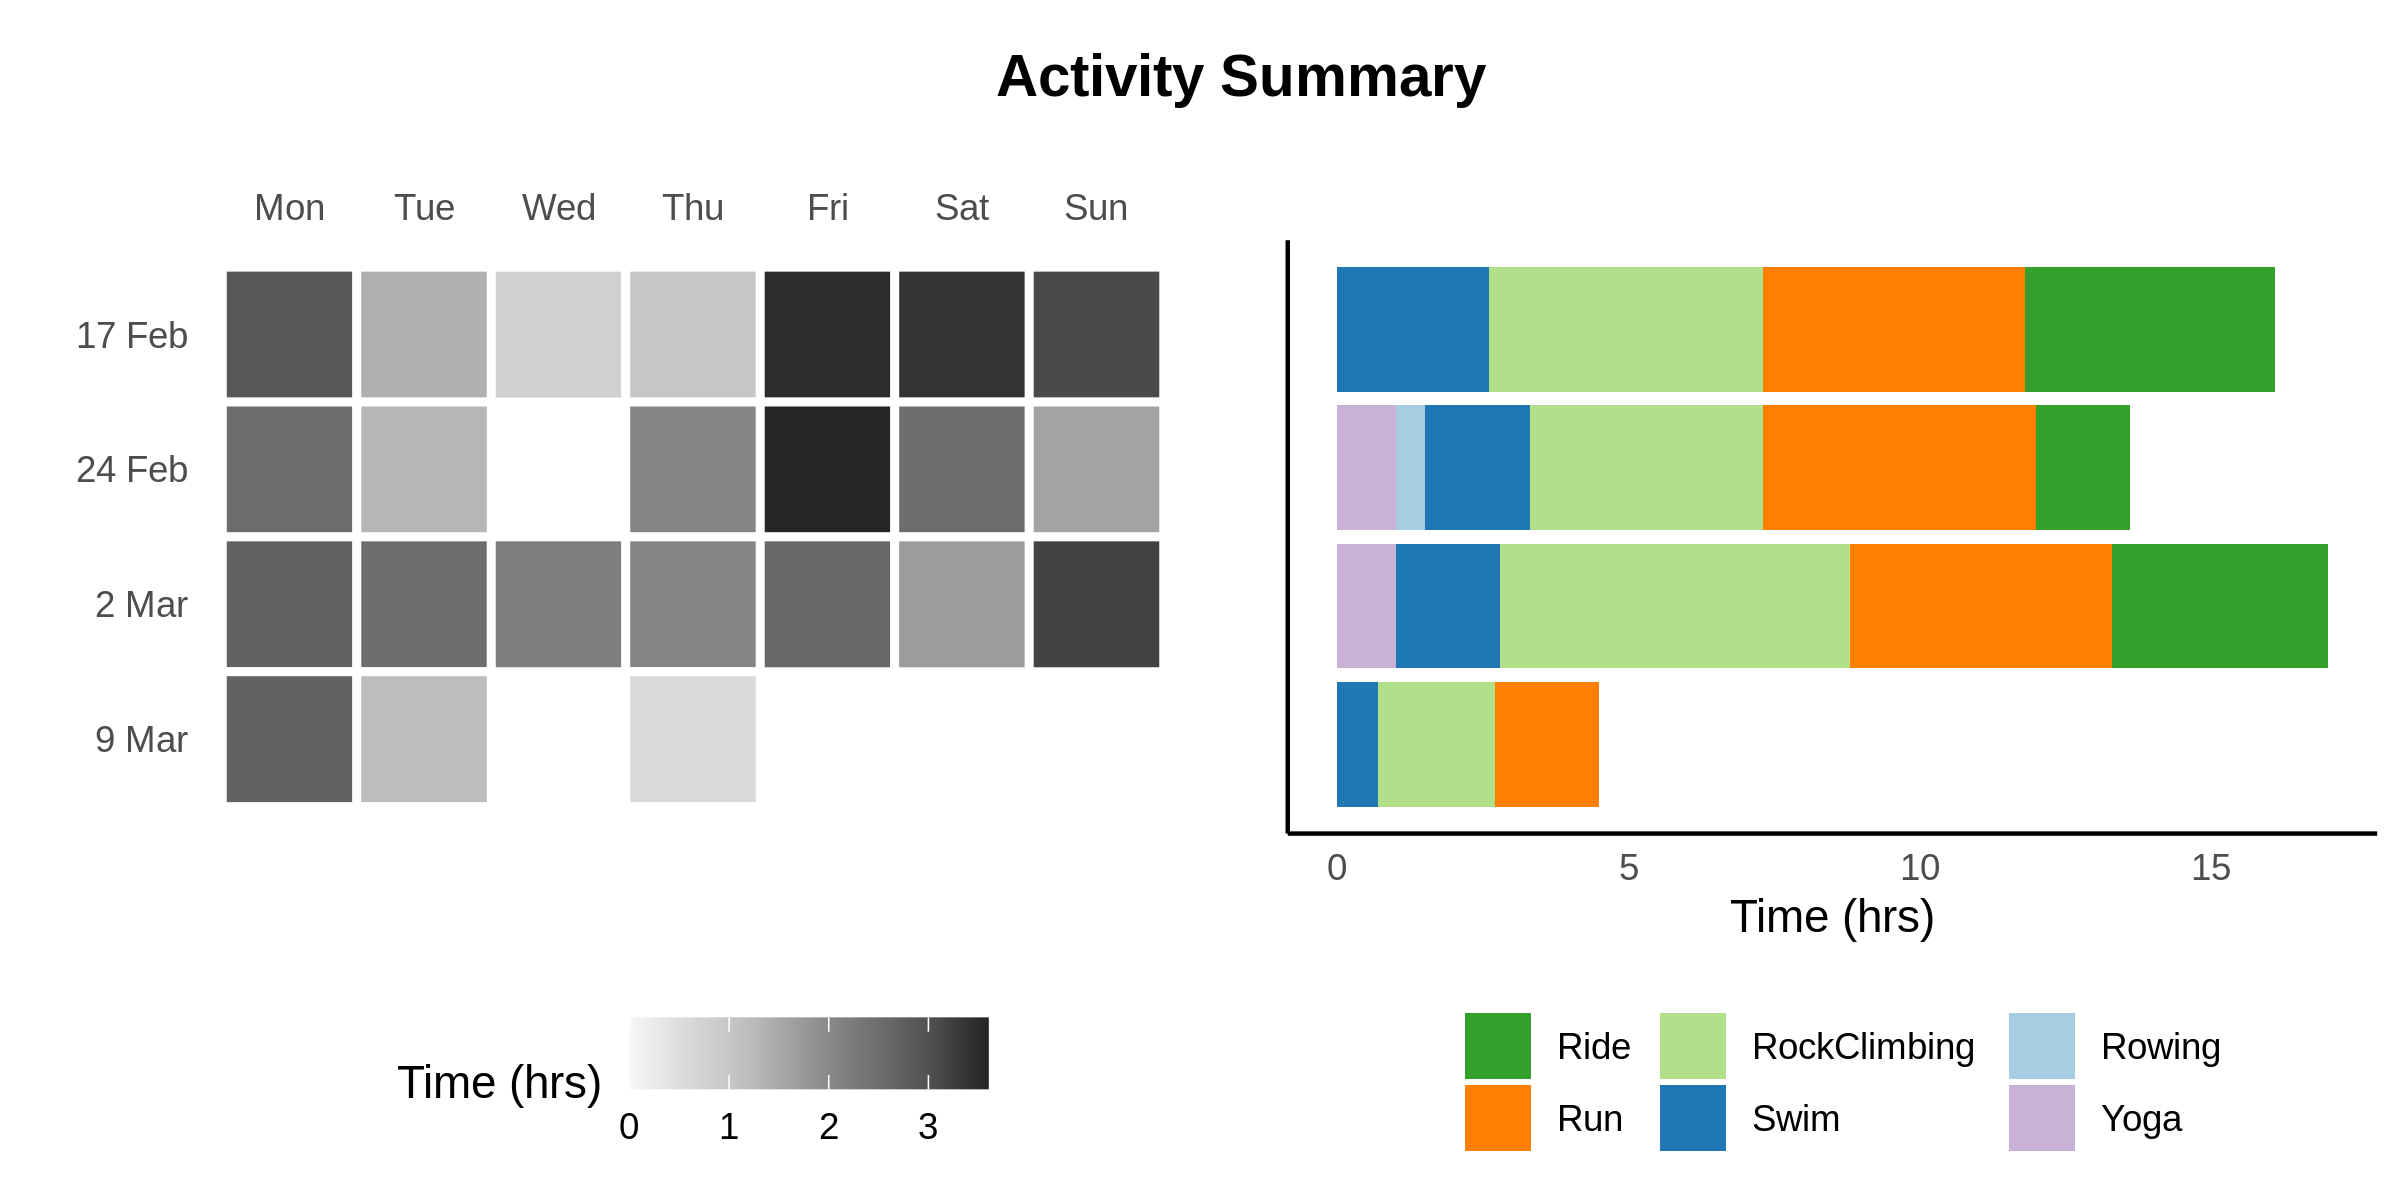 Activity Summary
Mon Tue Wed Thu Fri Sat Sun
17 Feb
24 Feb
2 Mar
9 Mar
0 5 10 15
Time (hrs)
Time (hrs)
0 1 2 3
Ride RockClimbing Rowing
Run Swim Yoga